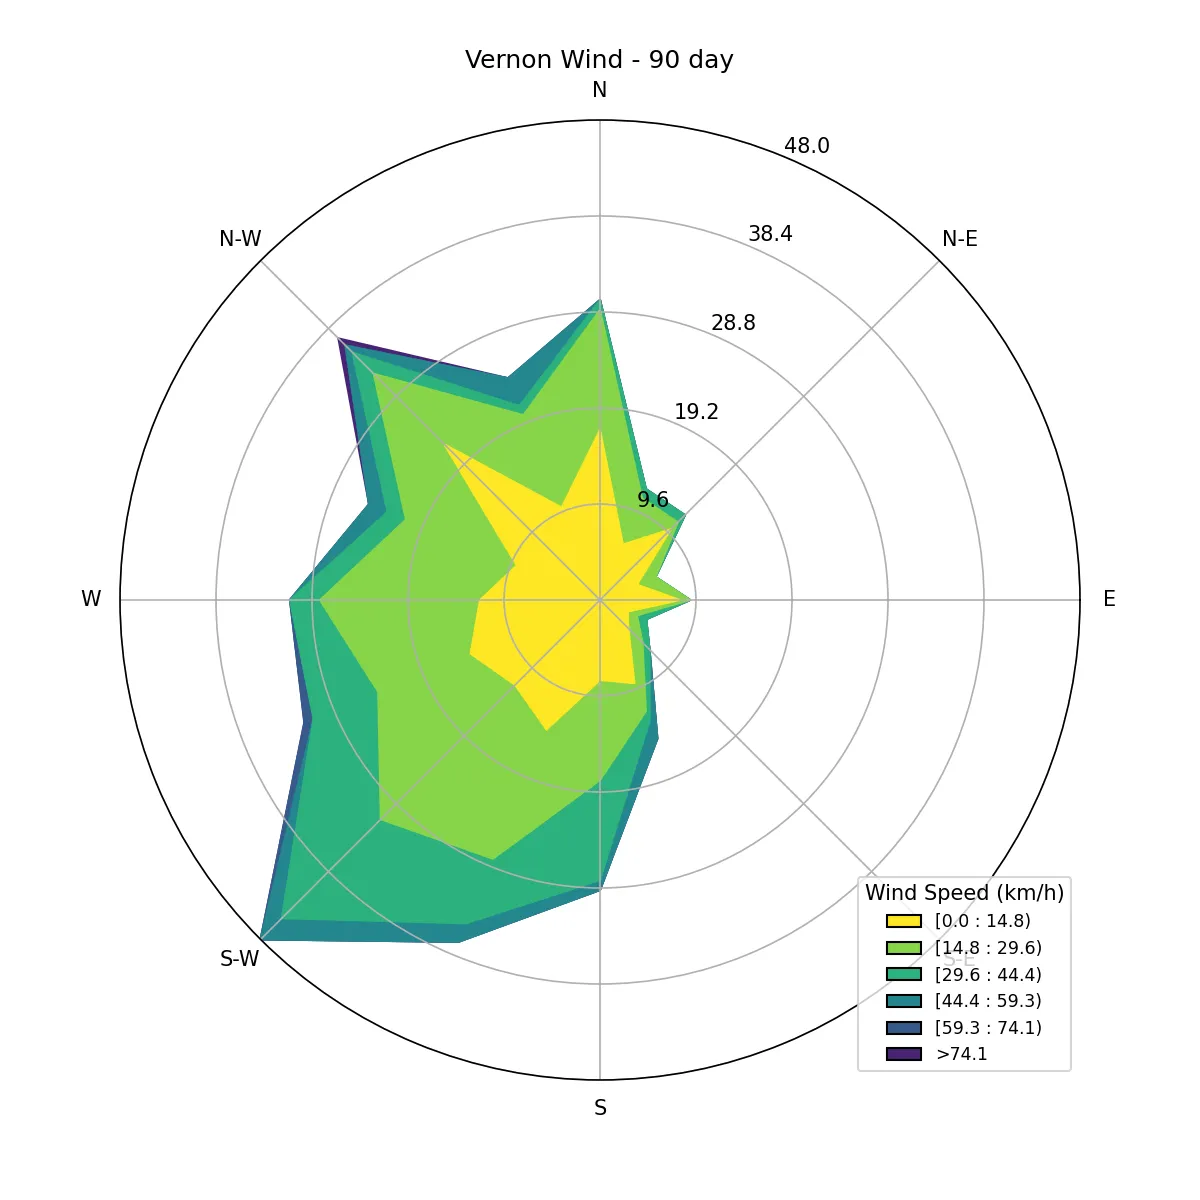 Vernon Wind - 90 day
N
48.0
N-W
38.4
N-E
28.8
19.2
9.6
W
E
S-W
S-E
S
Wind Speed (km/h)
[0.0 : 14.8)
[14.8 : 29.6)
[29.6 : 44.4)
[44.4 : 59.3)
[59.3 : 74.1)
>74.1